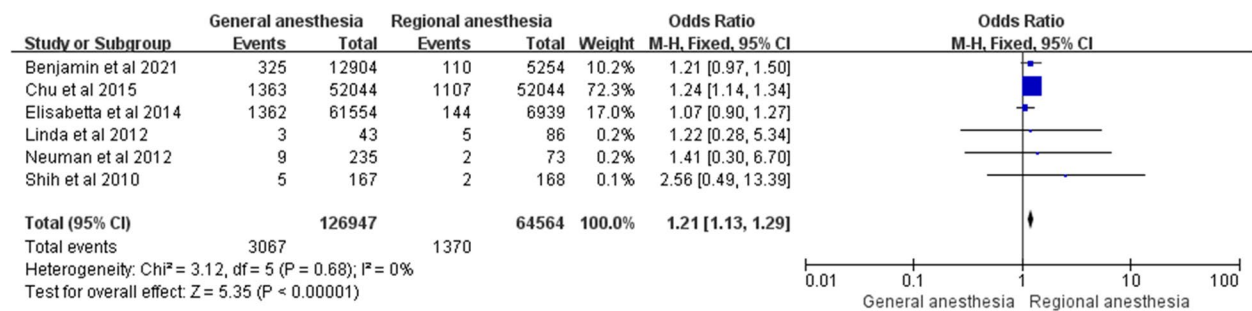 General anesthesia Regional anesthesia Odds Ratio Odds Ratio
Study or Subgroup Events Total Events Total Weight M-H, Fixed, 95% CI M-H, Fixed, 95% CI
Benjamin et al 2021 325 12904 110 5254 10.2% 1.21 [0.97, 1.50]
Chu et al 2015 1363 52044 1107 52044 72.3% 1.24 [1.14, 1.34]
Elisabetta et al 2014 1362 61554 144 6939 17.0% 1.07 [0.90, 1.27]
Linda et al 2012 3 43 5 86 0.2% 1.22 [0.28, 5.34]
Neuman et al 2012 9 235 2 73 0.2% 1.41 [0.30, 6.70]
Shih et al 2010 5 167 2 168 0.1% 2.56 [0.49, 13.39]
Total (95% CI) 126947 64564 100.0% 1.21 [1.13, 1.29]
Total events 3067 1370
Heterogeneity: Chi² = 3.12, df = 5 (P = 0.68); I² = 0%
Test for overall effect: Z = 5.35 (P < 0.00001)
0.01 0.1 1 10 100
General anesthesia Regional anesthesia